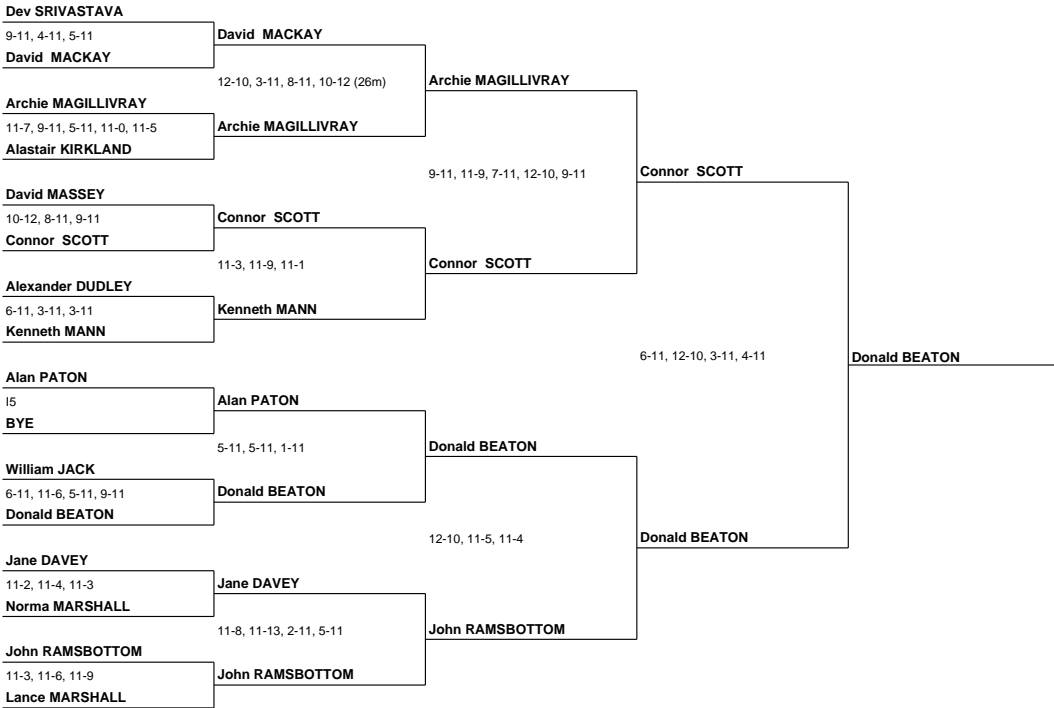 Dev SRIVASTAVA
9-11, 4-11, 5-11
David MACKAY
Archie MAGILLIVRAY
11-7, 9-11, 5-11, 11-0, 11-5
Alastair KIRKLAND
David MASSEY
10-12, 8-11, 9-11
Connor SCOTT
Alexander DUDLEY
6-11, 3-11, 3-11
Kenneth MANN
Alan PATON
I5
BYE
William JACK
6-11, 11-6, 5-11, 9-11
Donald BEATON
Jane DAVEY
11-2, 11-4, 11-3
Norma MARSHALL
John RAMSBOTTOM
11-3, 11-6, 11-9
Lance MARSHALL
David MACKAY
12-10, 3-11, 8-11, 10-12 (26m)
Archie MAGILLIVRAY
Connor SCOTT
11-3, 11-9, 11-1
Kenneth MANN
Alan PATON
5-11, 5-11, 1-11
Donald BEATON
Jane DAVEY
11-8, 11-13, 2-11, 5-11
John RAMSBOTTOM
Archie MAGILLIVRAY
9-11, 11-9, 7-11, 12-10, 9-11
Connor SCOTT
Donald BEATON
12-10, 11-5, 11-4
John RAMSBOTTOM
Connor SCOTT
6-11, 12-10, 3-11, 4-11
Donald BEATON
Donald BEATON